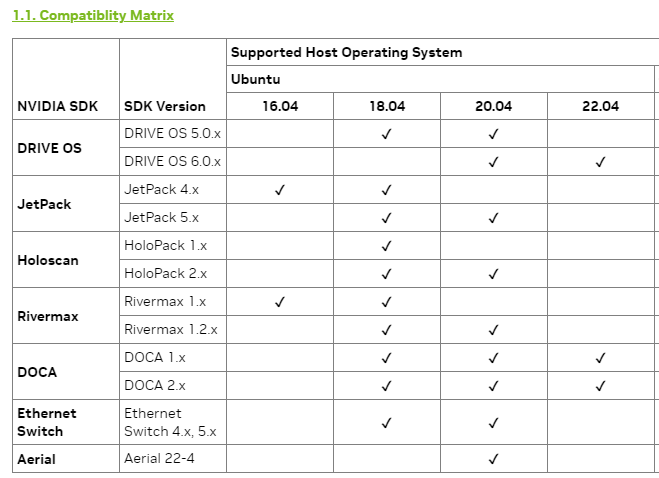 1.1. Compatiblity Matrix
Supported Host Operating System
Ubuntu
NVIDIA SDK SDK Version 16.04 18.04 20.04 22.04
DRIVE OS
DRIVE OS 5.0.x ✓ ✓
DRIVE OS 6.0.x ✓ ✓
JetPack
JetPack 4.x ✓ ✓
JetPack 5.x ✓ ✓
Holoscan
HoloPack 1.x ✓
HoloPack 2.x ✓ ✓
Rivermax
Rivermax 1.x ✓ ✓
Rivermax 1.2.x ✓ ✓
DOCA
DOCA 1.x ✓ ✓ ✓
DOCA 2.x ✓ ✓ ✓
Ethernet
Switch
Ethernet
Switch 4.x, 5.x ✓ ✓
Aerial Aerial 22-4 ✓